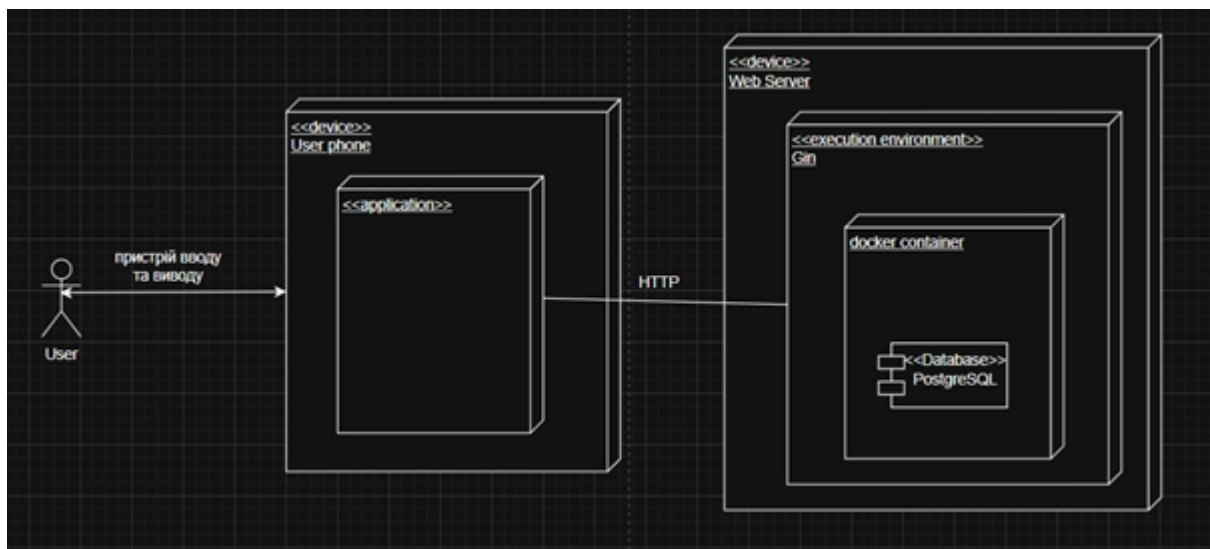 <<device>>
Web Server
<<execution environment>>
Gin
docker container
<<Database>>
PostgreSQL
<<device>>
User phone
<<application>>
HTTP
пристрій вводу
та виводу
User